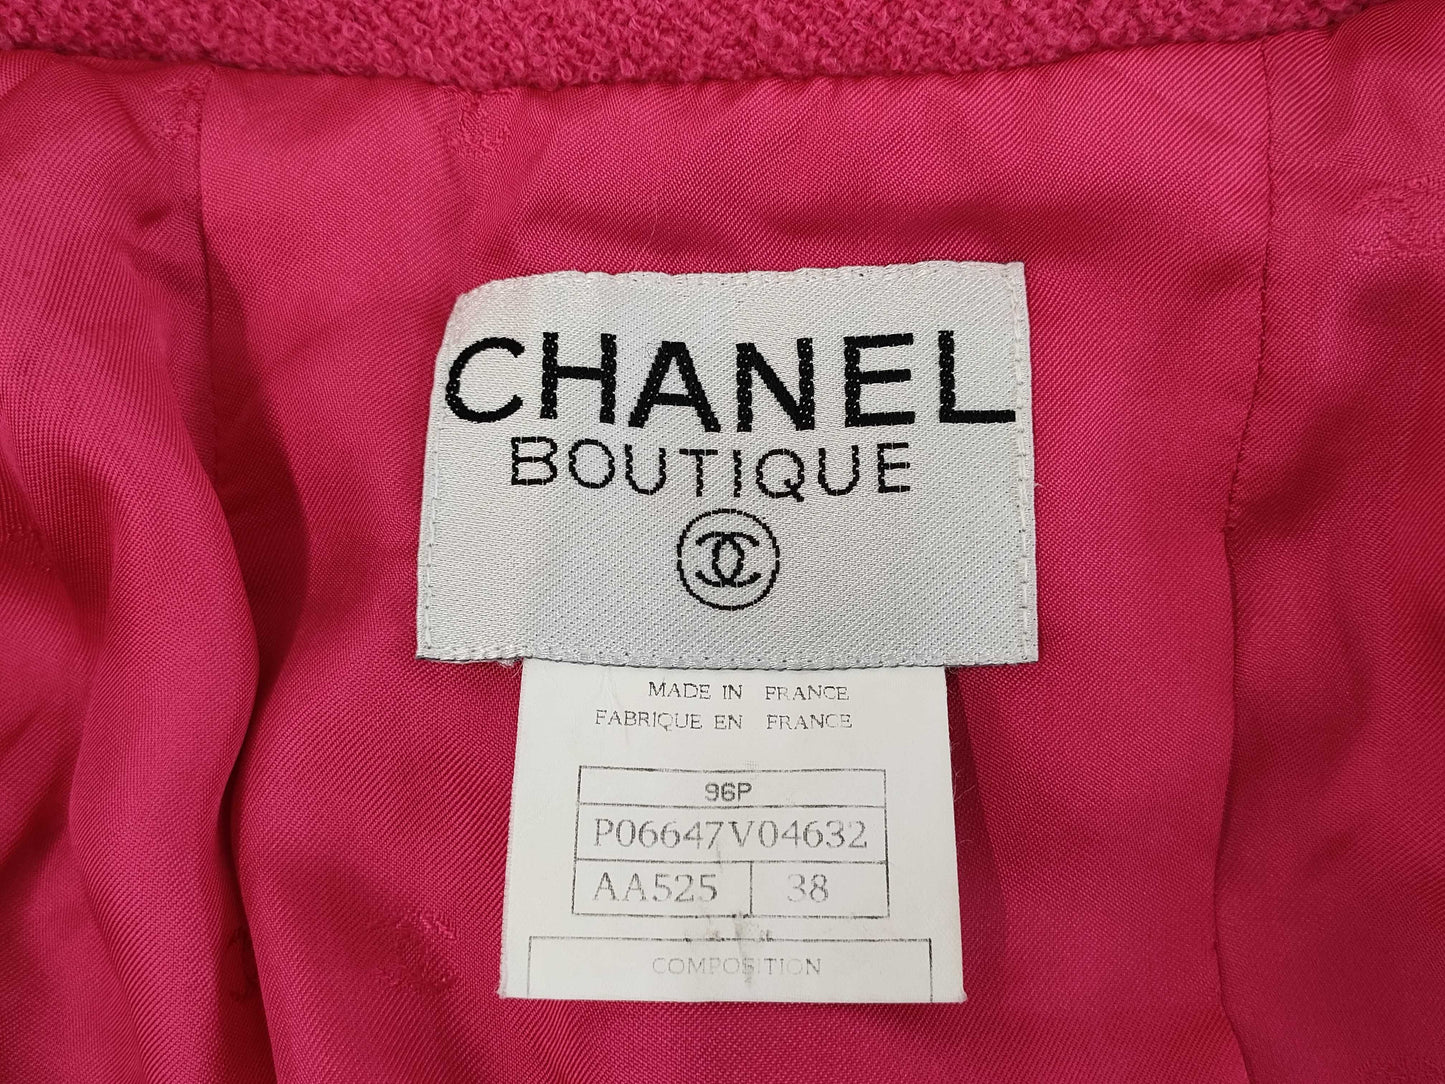 CHANEL
BOUTIQUE
MADE IN FRANCE
FABRIQUE EN FRANCE
96P
P06647V04632
AA525 38
COMPOSITION